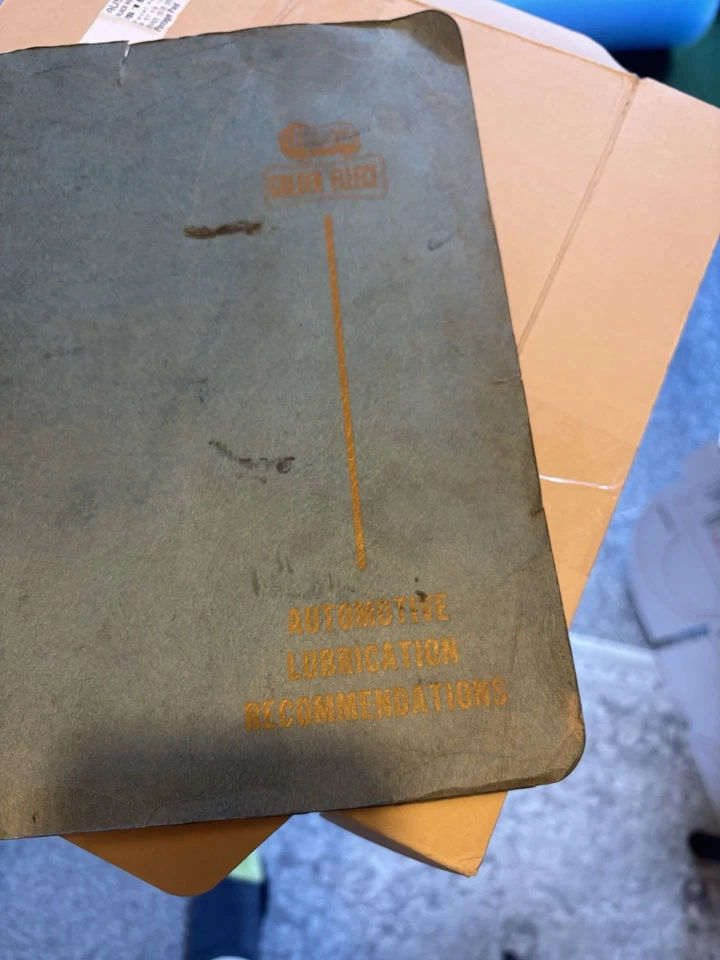 GOLDEN FLEECE
AUTOMOTIVE
LUBRICATION
RECOMMENDATIONS